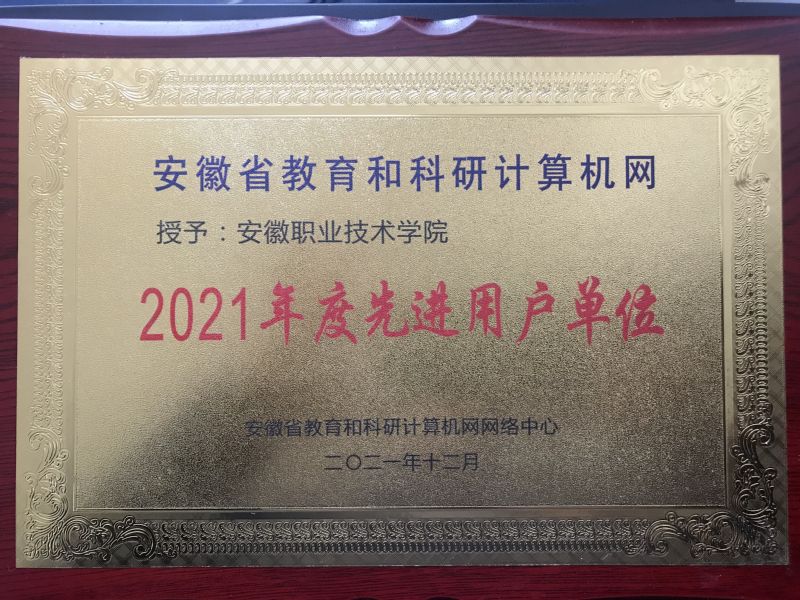 安徽省教育和科研计算机网
授予：安徽职业技术学院
2021年度先进用户单位
安徽省教育和科研计算机网网络中心
二〇二一年十二月